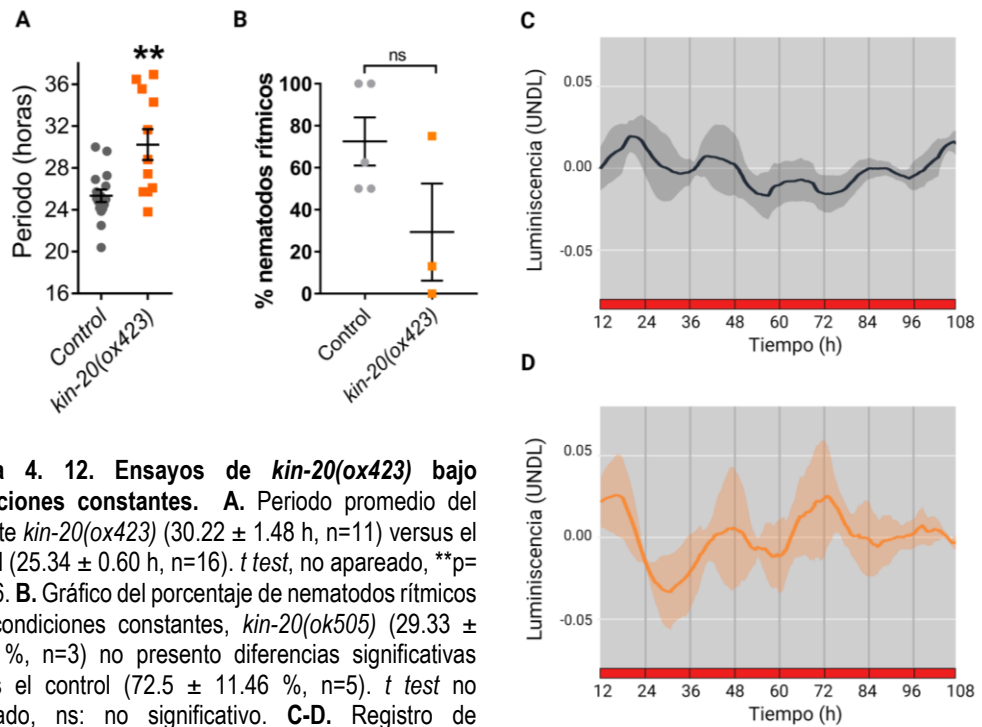 A
B
C
**
Periodo (horas)
36
32
28
24
20
16
Control
kin-20(ox423)
% nematodos rítmicos
ns
100
80
60
40
20
0
Control
kin-20(ox423)
Luminiscencia (UNDL)
0.05
0.00
-0.05
12 24 36 48 60 72 84 96 108
Tiempo (h)
D
Luminiscencia (UNDL)
0.05
0.00
-0.05
12 24 36 48 60 72 84 96 108
Tiempo (h)
a 4. 12. Ensayos de kin-20(ox423) bajo
ciones constantes. A. Periodo promedio del
te kin-20(ox423) (30.22 ± 1.48 h, n=11) versus el
l (25.34 ± 0.60 h, n=16). t test, no apareado, **p=
6. B. Gráfico del porcentaje de nematodos rítmicos
condiciones constantes, kin-20(ok505) (29.33 ±
%, n=3) no presento diferencias significativas
s el control (72.5 ± 11.46 %, n=5). t test no
ado, ns: no significativo. C-D. Registro de